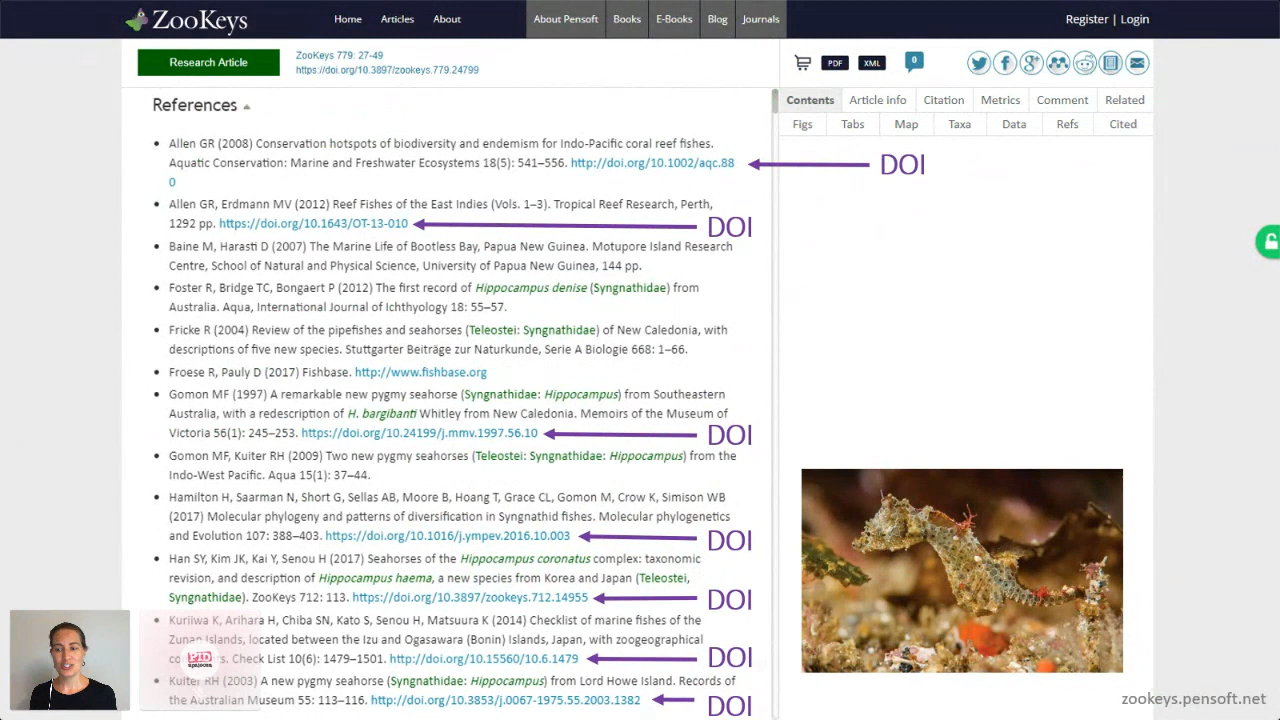 ZooKeys
Home Articles About About Pensoft Books E-Books Blog Journals Register | Login
Research Article
ZooKeys 779: 27-49
https://doi.org/10.3897/zookeys.779.24799
PDF XML 0
Contents Article info Citation Metrics Comment Related
Figs Tabs Map Taxa Data Refs Cited
References
Allen GR (2008) Conservation hotspots of biodiversity and endemism for Indo-Pacific coral reef fishes.
Aquatic Conservation: Marine and Freshwater Ecosystems 18(5): 541–556. http://doi.org/10.1002/aqc.88
0
DOI
Allen GR, Erdmann MV (2012) Reef Fishes of the East Indies (Vols. 1–3). Tropical Reef Research, Perth,
1292 pp. https://doi.org/10.1643/OT-13-010
DOI
Baine M, Harasti D (2007) The Marine Life of Bootless Bay, Papua New Guinea. Motupore Island Research
Centre, School of Natural and Physical Science, University of Papua New Guinea, 144 pp.
Foster R, Bridge TC, Bongaert P (2012) The first record of Hippocampus denise (Syngnathidae) from
Australia. Aqua, International Journal of Ichthyology 18: 55–57.
Fricke R (2004) Review of the pipefishes and seahorses (Teleostei: Syngnathidae) of New Caledonia, with
descriptions of five new species. Stuttgarter Beiträge zur Naturkunde, Serie A Biologie 668: 1–66.
Froese R, Pauly D (2017) Fishbase. http://www.fishbase.org
Gomon MF (1997) A remarkable new pygmy seahorse (Syngnathidae: Hippocampus) from Southeastern
Australia, with a redescription of H. bargibanti Whitley from New Caledonia. Memoirs of the Museum of
Victoria 56(1): 245–253. https://doi.org/10.24199/j.mmv.1997.56.10
DOI
Gomon MF, Kuiter RH (2009) Two new pygmy seahorses (Teleostei: Syngnathidae: Hippocampus) from the
Indo-West Pacific. Aqua 15(1): 37–44.
Hamilton H, Saarman N, Short G, Sellas AB, Moore B, Hoang T, Grace CL, Gomon M, Crow K, Simison WB
(2017) Molecular phylogeny and patterns of diversification in Syngnathid fishes. Molecular phylogenetics
and Evolution 107: 388–403. https://doi.org/10.1016/j.ympev.2016.10.003
DOI
Han SY, Kim JK, Kai Y, Senou H (2017) Seahorses of the Hippocampus coronatus complex: taxonomic
revision, and description of Hippocampus haema, a new species from Korea and Japan (Teleostei,
Syngnathidae). ZooKeys 712: 113. https://doi.org/10.3897/zookeys.712.14955
DOI
Kuriiwa K, Arihara H, Chiba SN, Kato S, Senou H, Matsuura K (2014) Checklist of marine fishes of the
Zunan Islands, located between the Izu and Ogasawara (Bonin) Islands, Japan, with zoogeographical
Check List 10(6): 1479–1501. http://doi.org/10.15560/10.6.1479
DOI
Kuiter RH (2003) A new pygmy seahorse (Syngnathidae: Hippocampus) from Lord Howe Island. Records of
the Australian Museum 55: 113–116. http://doi.org/10.3853/j.0067-1975.55.2003.1382
DOI
PID
zookeys.pensoft.net